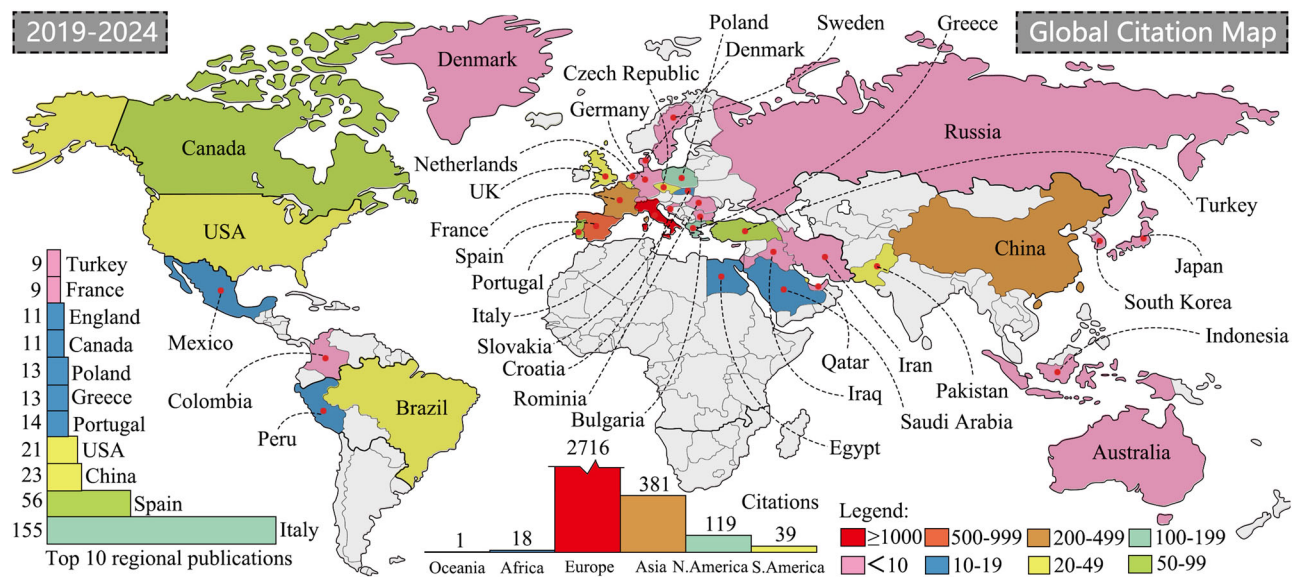 2019-2024
Global Citation Map
Poland
Sweden
Greece
Denmark
Denmark
Czech Republic
Germany
Russia
Canada
Netherlands
UK
Turkey
USA
France
China
Spain
Japan
Portugal
South Korea
Italy
Indonesia
Mexico
Slovakia
Qatar
Iran
Croatia
Pakistan
Colombia
Rominia
Iraq
Brazil
Bulgaria
Saudi Arabia
Peru
Egypt
Australia
9 Turkey
9 France
11 England
11 Canada
13 Poland
13 Greece
14 Portugal
21 USA
23 China
56 Spain
155 Italy
Top 10 regional publications
2716
381
Citations
119
1
18
39
Oceania Africa Europe Asia N.America S.America
Legend:
≥1000 500-999 200-499 100-199
<10 10-19 20-49 50-99